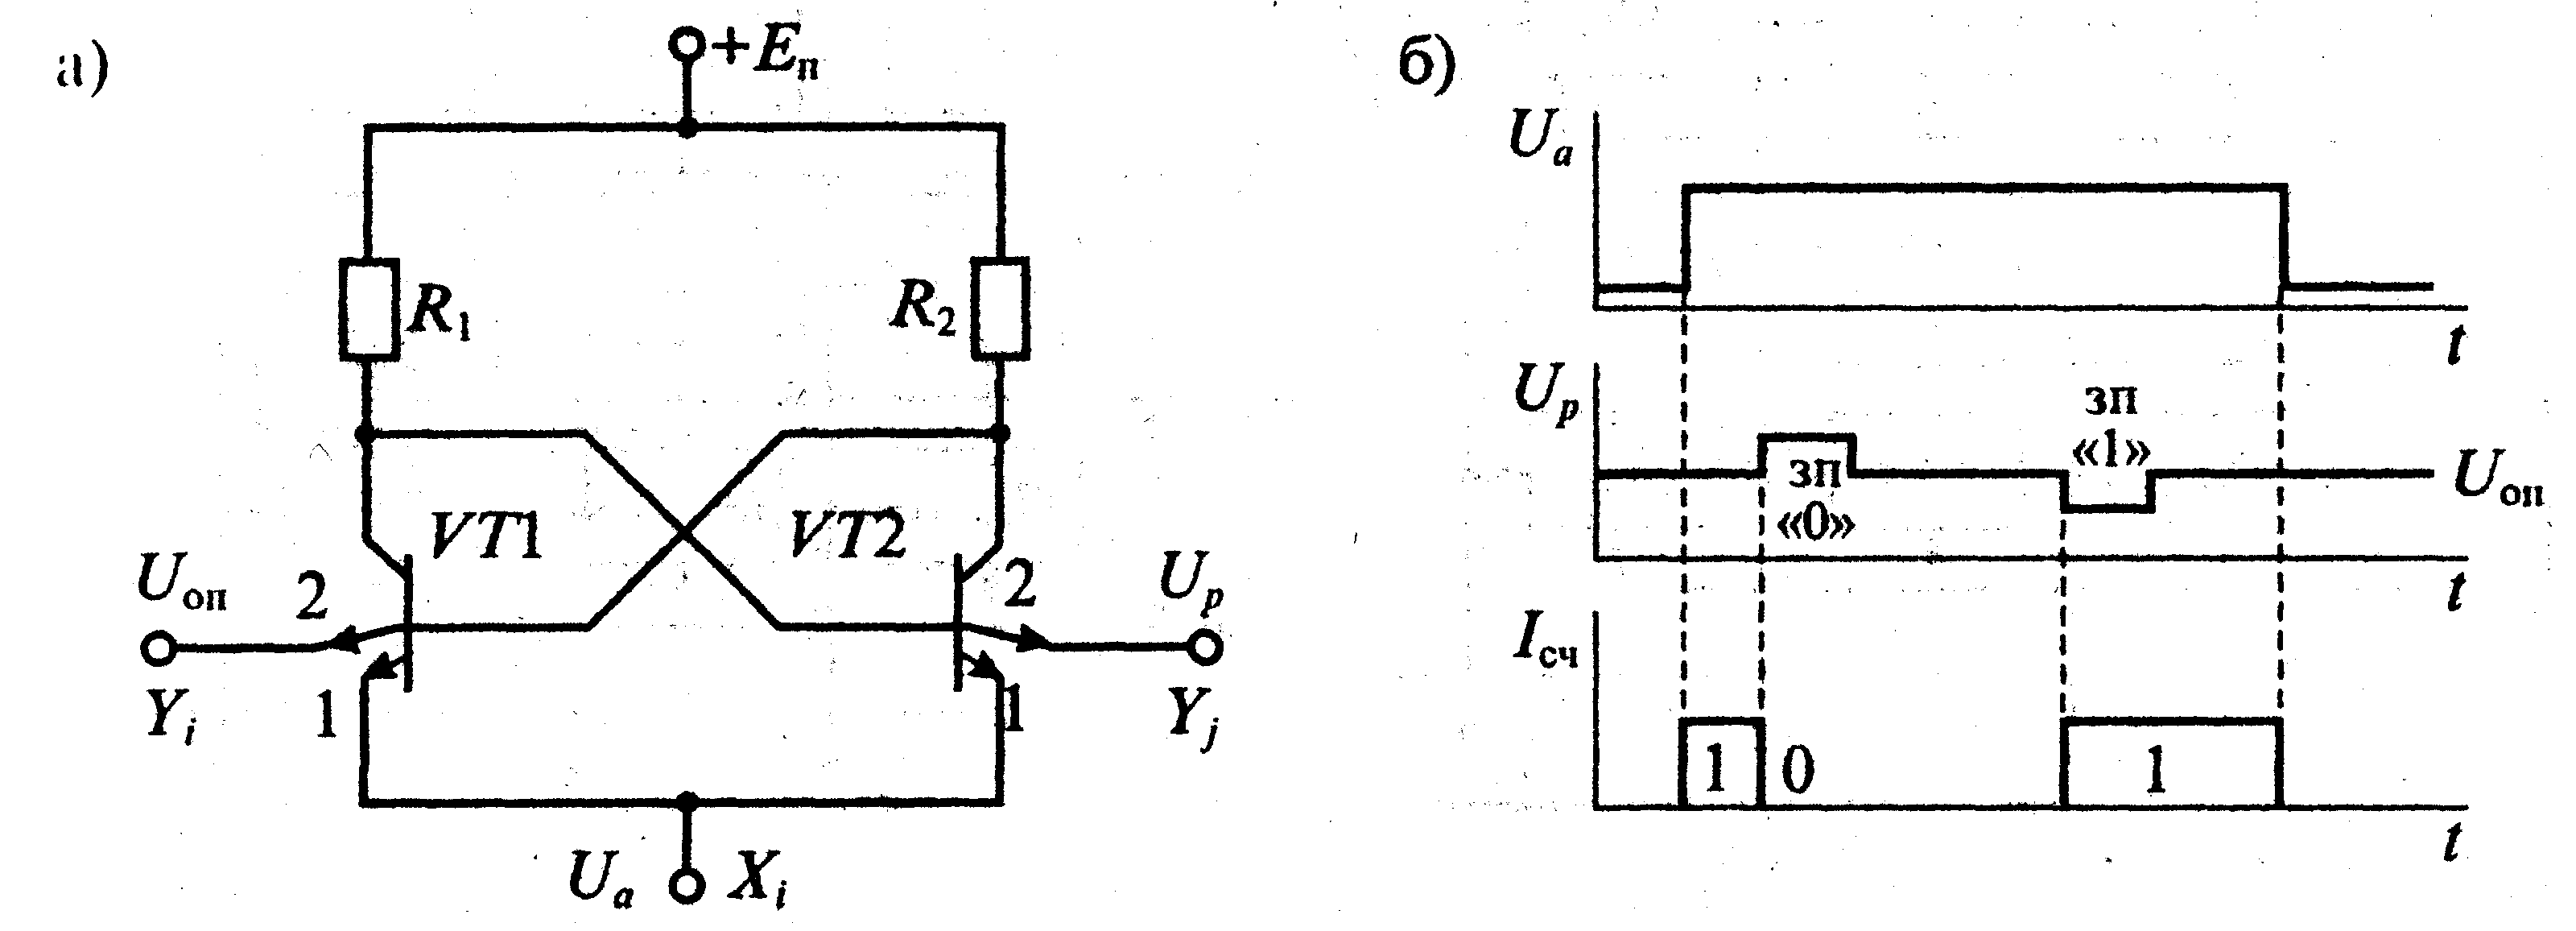 а)
+Eп
R1
R2
VT1
VT2
Uоп
2
2
Up
Yi
1
1
Yj
Ua
Xi
б)
Ua
t
Up
зп
«1»
зп
«0»
Uоп
t
Iсч
1
0
1
t